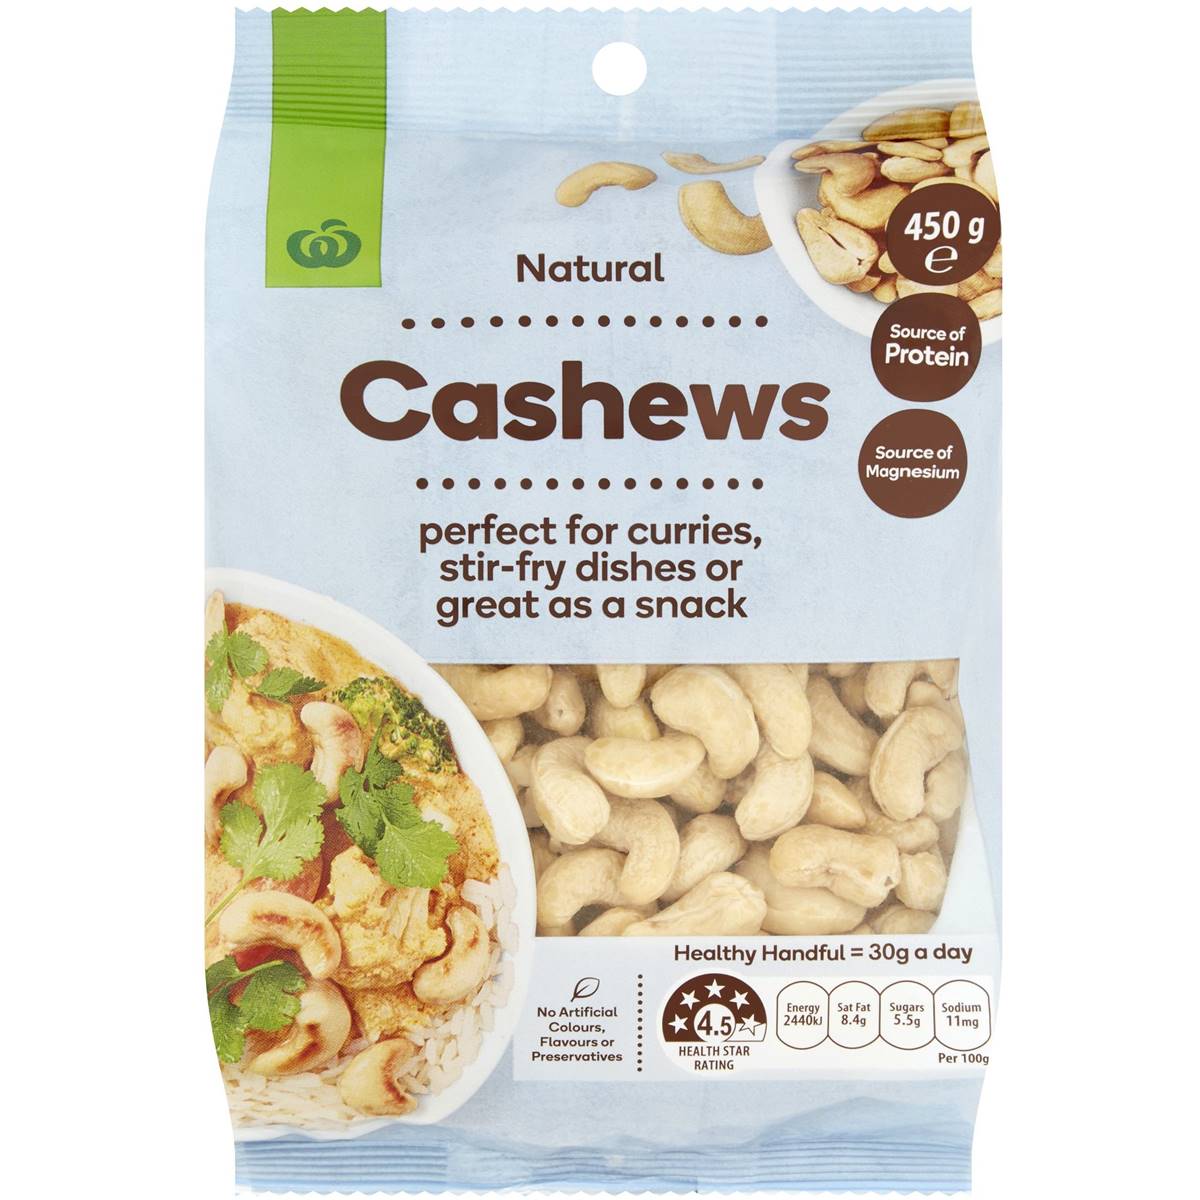 450 g
e
Natural
Source of
Protein
Cashews
Source of
Magnesium
perfect for curries,
stir-fry dishes or
great as a snack
Healthy Handful = 30g a day
No Artificial
Colours,
Flavours or
Preservatives
4.5
HEALTH STAR
RATING
Energy
2440kJ
Sat Fat
8.4g
Sugars
5.5g
Sodium
11mg
Per 100g